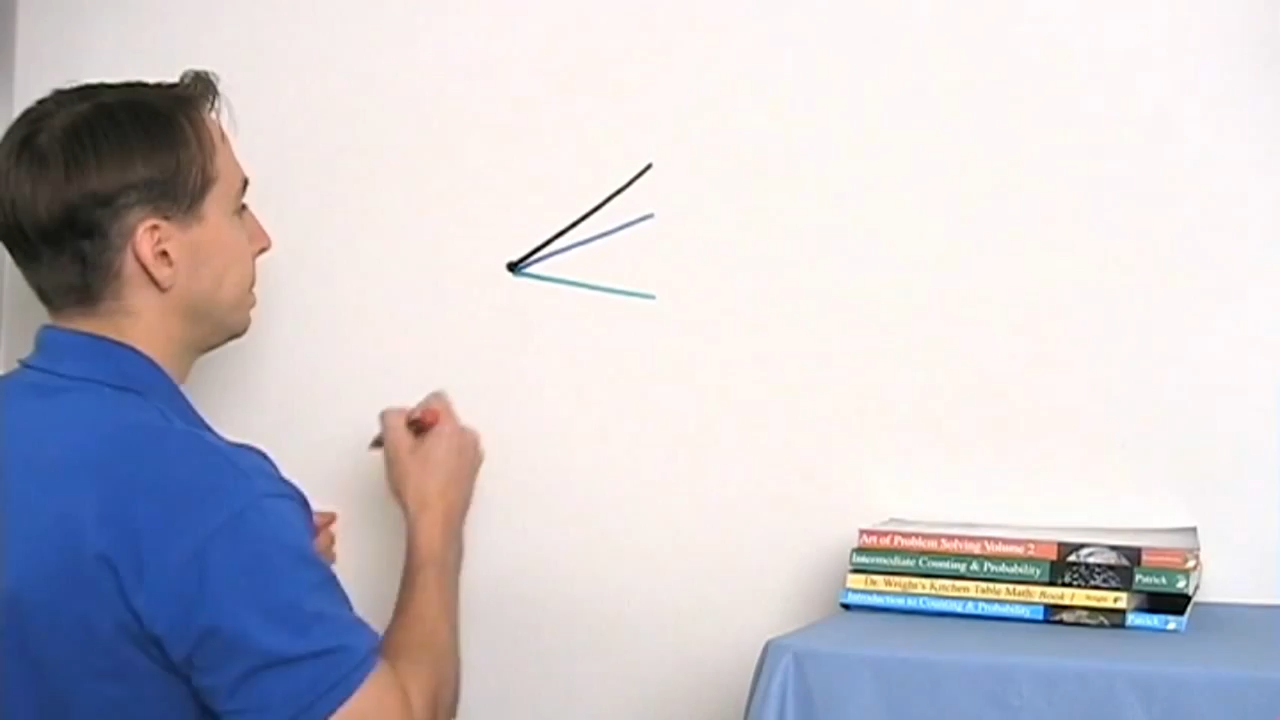 Art of Problem Solving Volume 2
Intermediate Counting & Probability Patrick
Dr. Wright's Kitchen Table Math: Book 1 Wright
Introduction to Counting & Probability Patrick